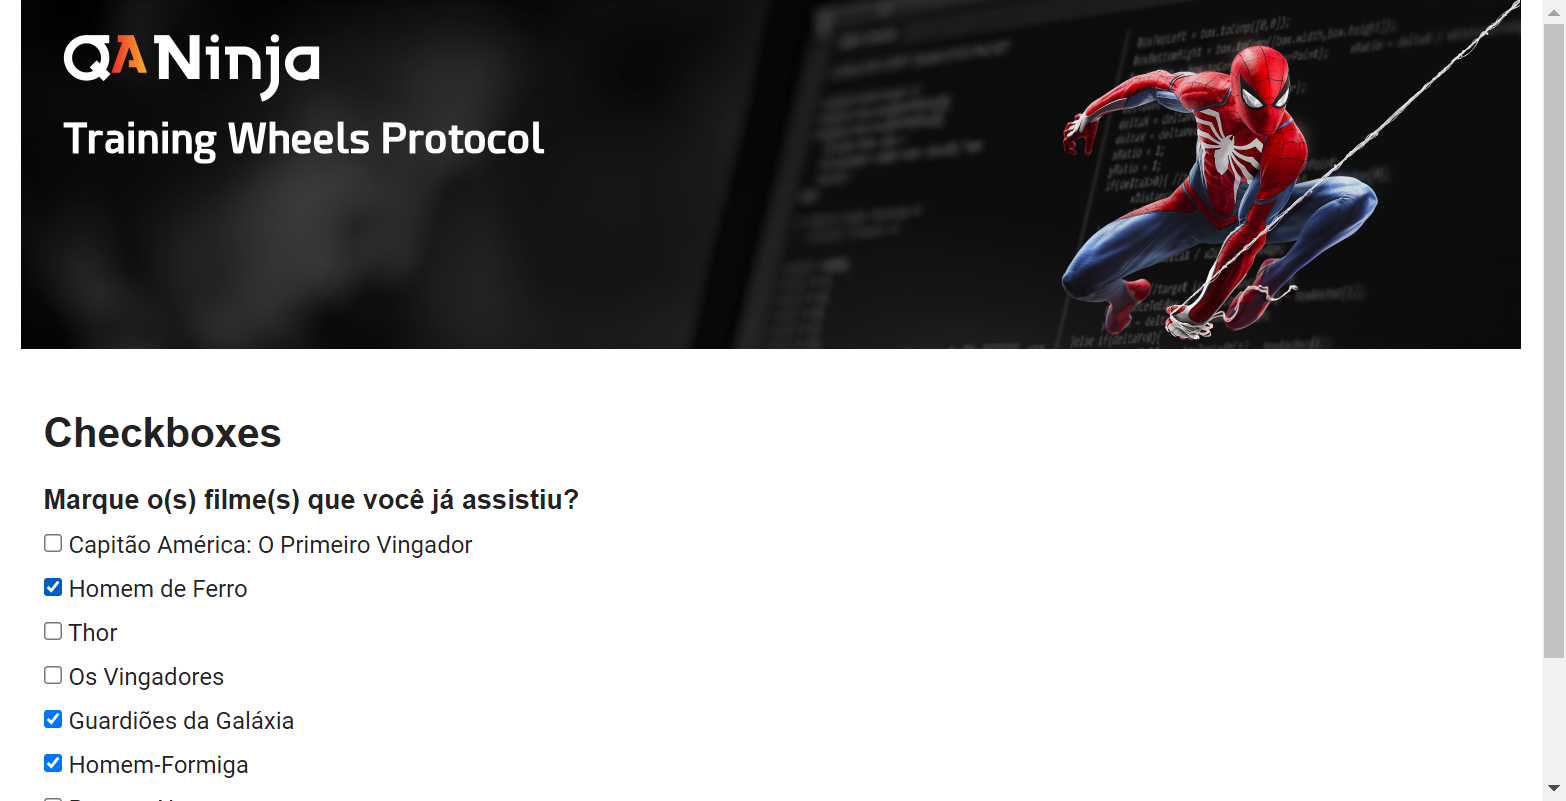 QANinja
Training Wheels Protocol
Checkboxes
Marque o(s) filme(s) que você já assistiu?
Capitão América: O Primeiro Vingador
Homem de Ferro
Thor
Os Vingadores
Guardiões da Galáxia
Homem-Formiga